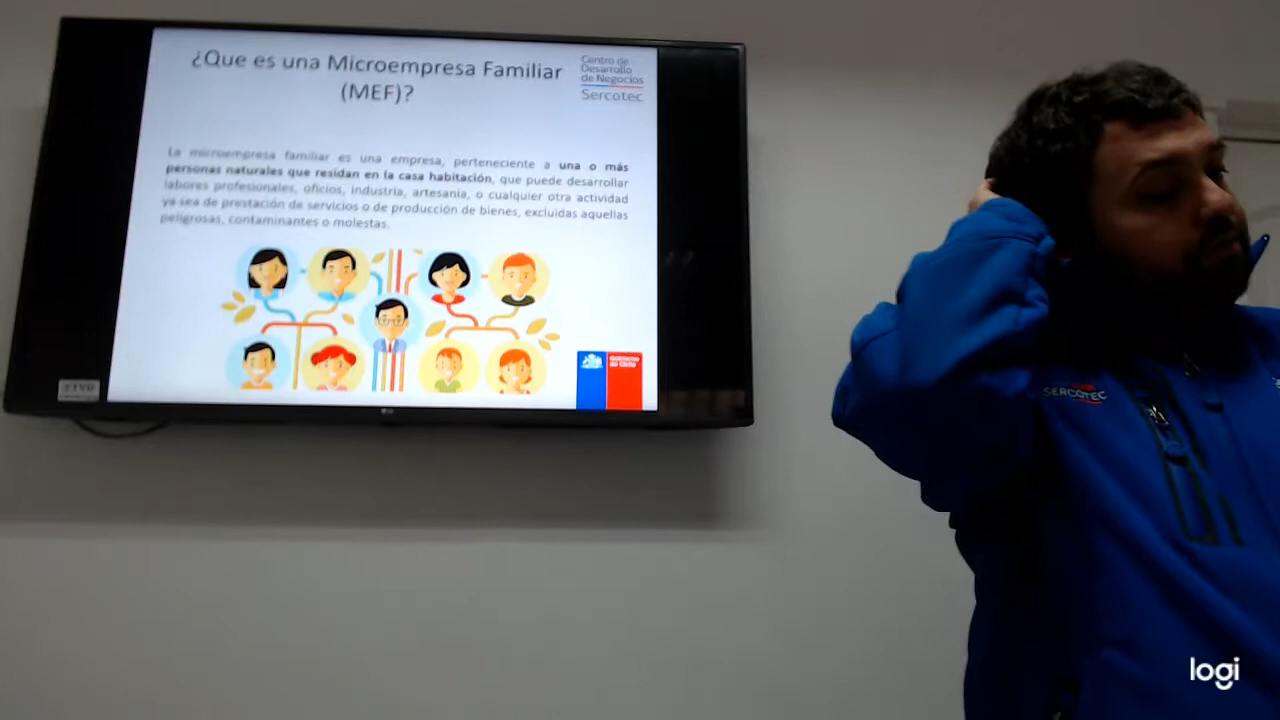 ¿Que es una Microempresa Familiar
(MEF)?
Centro de
Desarrollo
de Negocios
Sercotec
La microempresa familiar es una empresa, perteneciente a una o más
personas naturales que residan en la casa habitación, que puede desarrollar
labores profesionales, oficios, industria, artesanía, o cualquier otra actividad
ya sea de prestación de servicios o de producción de bienes, excluidas aquellas
peligrosas, contaminantes o molestas.
Gobierno
de Chile
LG
SERCOTEC
logi